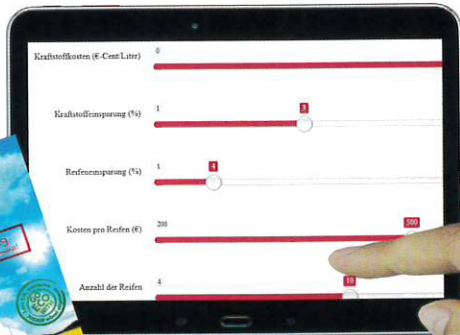 0
Kraftstoffkosten (€-Cent/Liter)
1 3
Kraftstoffeinsparung (%)
1 4
Reifeneinsparung (%)
200 500
Kosten pro Reifen (€)
4 10
Anzahl der Reifen